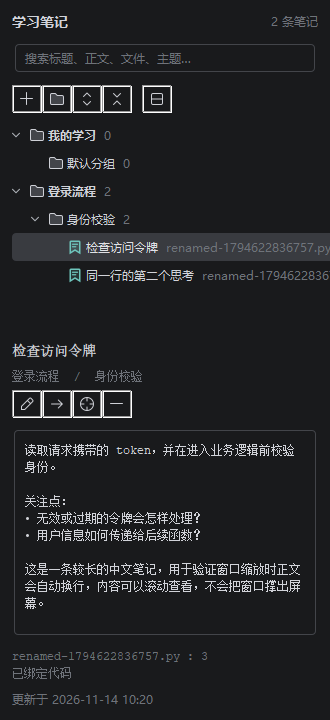 学习笔记 2 条笔记
搜索标题、正文、文件、主题…
我的学习 0
默认分组 0
登录流程 2
身份校验 2
检查访问令牌 renamed-1794622836757.py
同一行的第二个思考 renamed-1794622836
检查访问令牌
登录流程 / 身份校验
读取请求携带的 token，并在进入业务逻辑前校验
身份。
关注点：
• 无效或过期的令牌会怎样处理？
• 用户信息如何传递给后续函数？
这是一条较长的中文笔记，用于验证窗口缩放时正文
会自动换行，内容可以滚动查看，不会把窗口撑出屏
幕。
renamed-1794622836757.py : 3
已绑定代码
更新于 2026-11-14 10:20